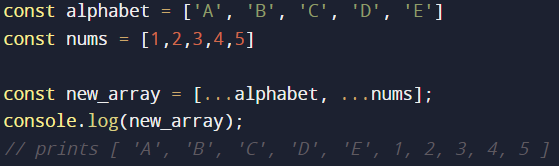 const alphabet = ['A', 'B', 'C', 'D', 'E']
const nums = [1,2,3,4,5]
const new_array = [...alphabet, ...nums];
console.log(new_array);
// prints [ 'A', 'B', 'C', 'D', 'E', 1, 2, 3, 4, 5 ]